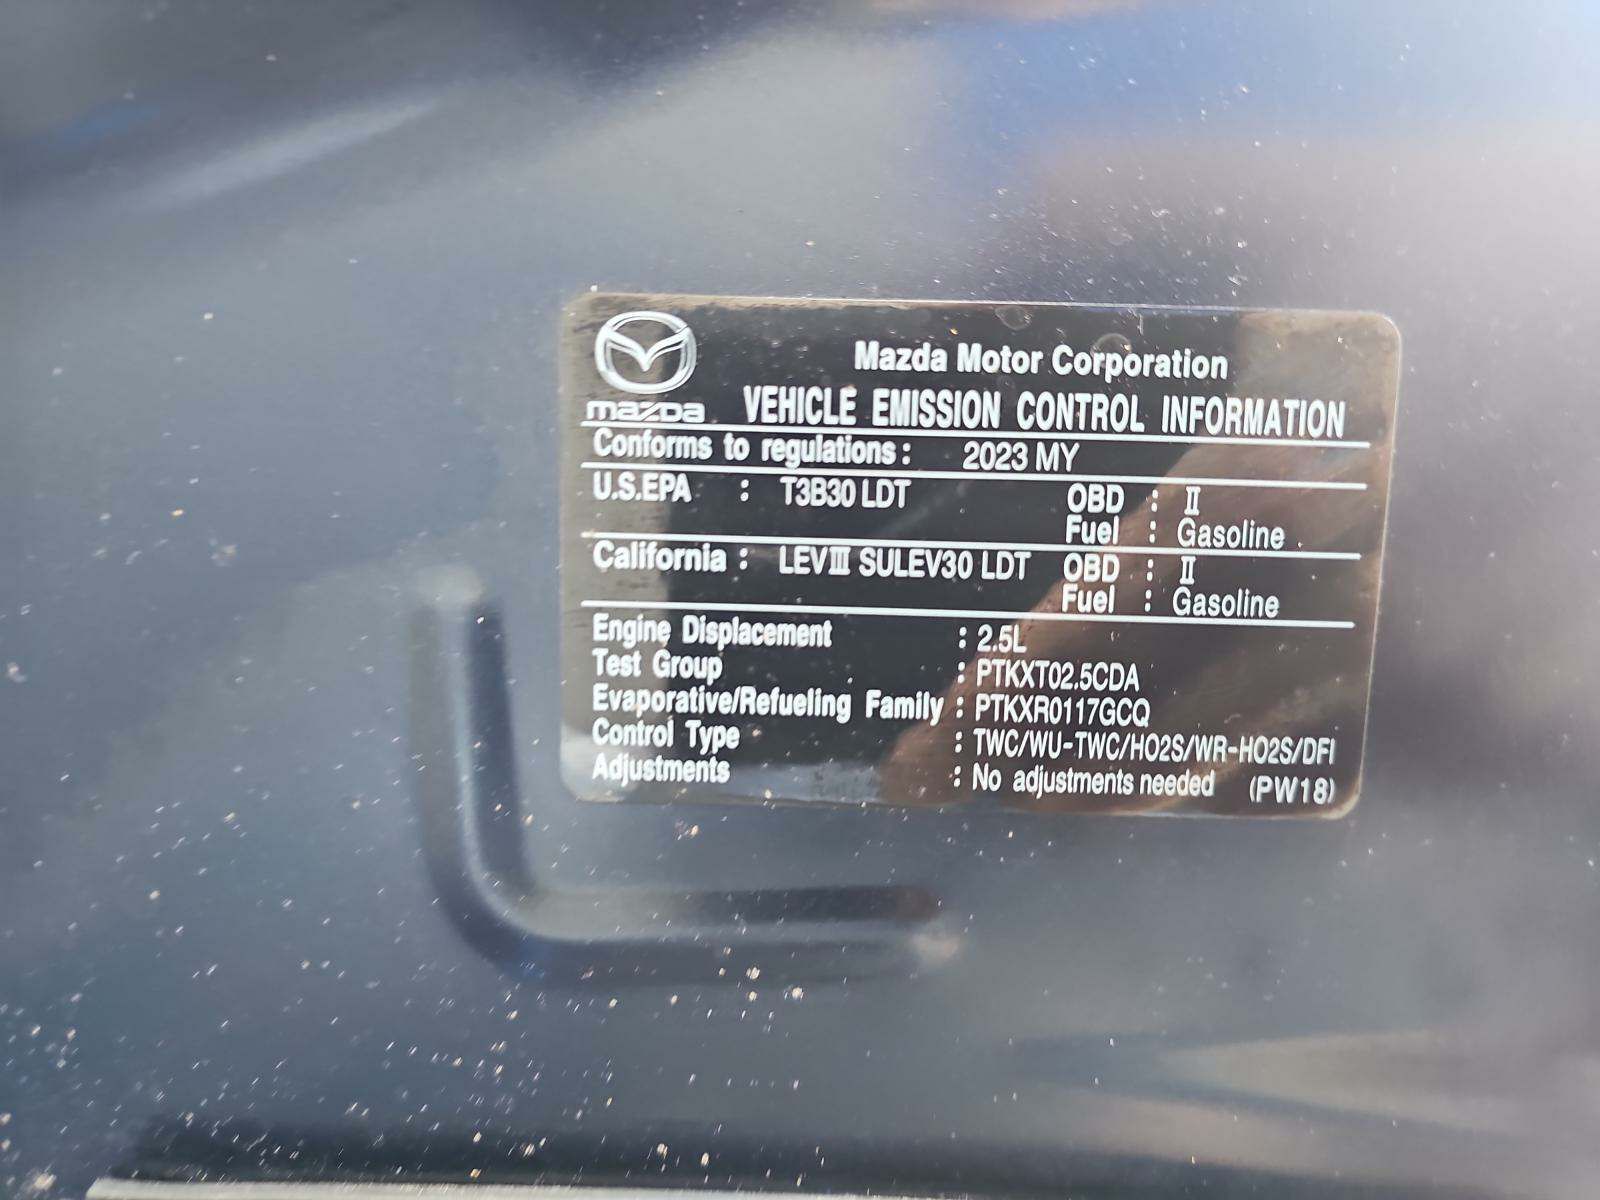 Mazda Motor Corporation
mazda VEHICLE EMISSION CONTROL INFORMATION
Conforms to regulations : 2023 MY
U.S.EPA : T3B30 LDT OBD : II
Fuel : Gasoline
California : LEVIII SULEV30 LDT OBD : II
Fuel : Gasoline
Engine Displacement : 2.5L
Test Group : PTKXT02.5CDA
Evaporative/Refueling Family : PTKXR0117GCQ
Control Type : TWC/WU-TWC/HO2S/WR-HO2S/DFI
Adjustments : No adjustments needed (PW18)